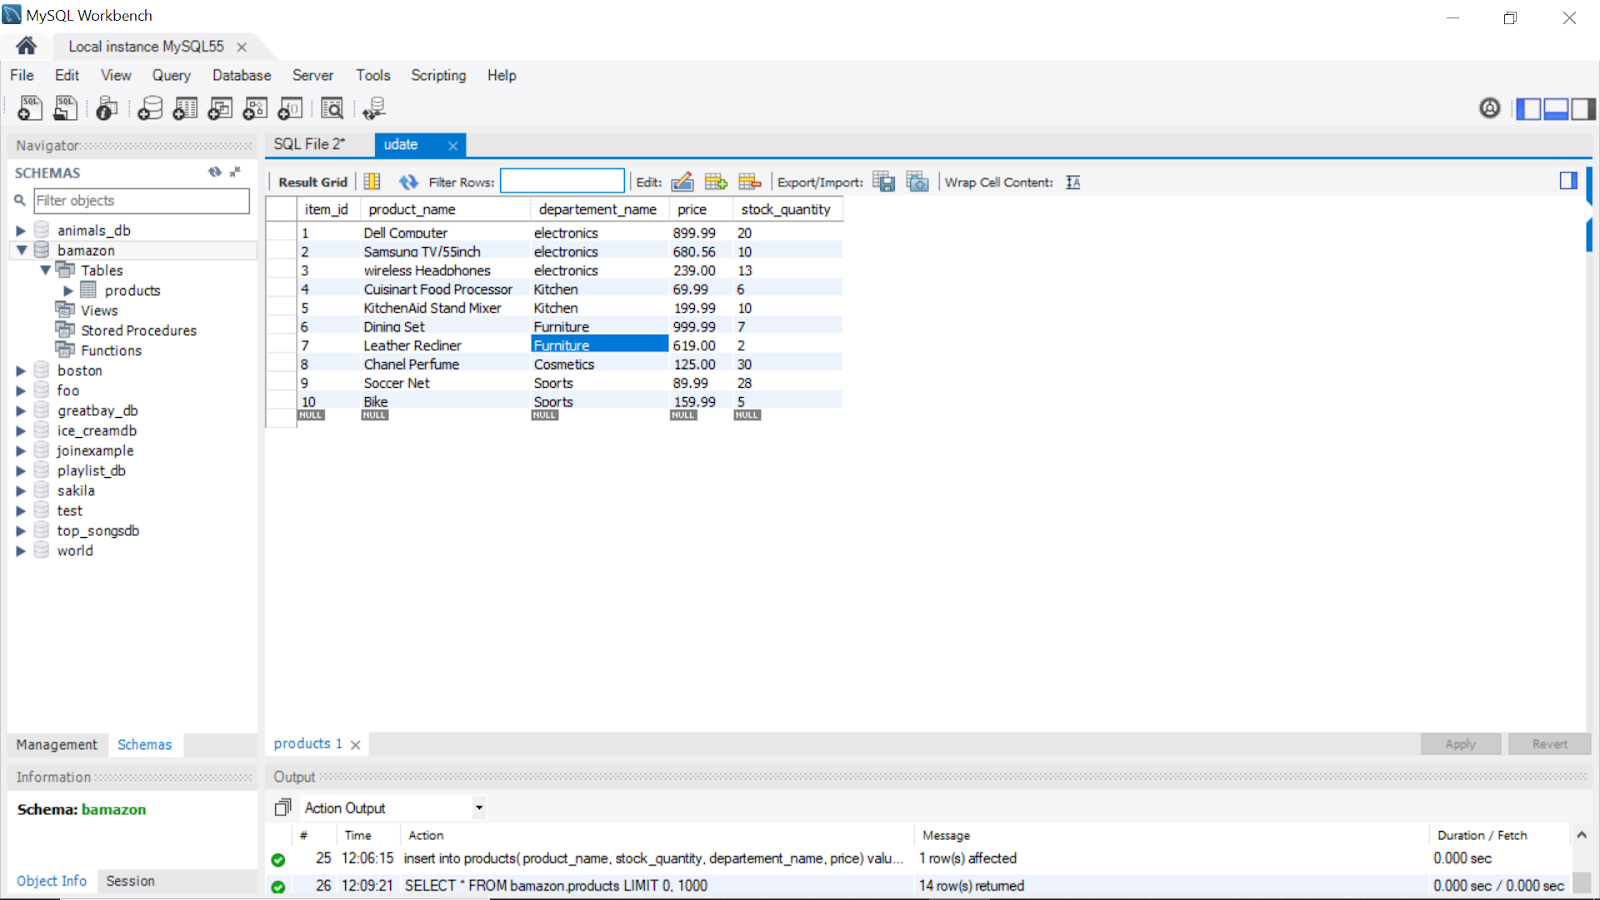 MySQL Workbench
Local instance MySQL55
File Edit View Query Database Server Tools Scripting Help
Navigator
SCHEMAS
Filter objects
animals_db
bamazon
Tables
products
Views
Stored Procedures
Functions
boston
foo
greatbay_db
ice_creamdb
joinexample
playlist_db
sakila
test
top_songsdb
world
Management Schemas
Information
Schema: bamazon
Object Info Session
SQL File 2* udate
Result Grid Filter Rows: Edit: Export/Import: Wrap Cell Content:
item_id product_name departement_name price stock_quantity
1 Dell Computer electronics 899.99 20
2 Samsung TV/55inch electronics 680.56 10
3 wireless Headphones electronics 239.00 13
4 Cuisinart Food Processor Kitchen 69.99 6
5 KitchenAid Stand Mixer Kitchen 199.99 10
6 Dining Set Furniture 999.99 7
7 Leather Recliner Furniture 619.00 2
8 Chanel Perfume Cosmetics 125.00 30
9 Soccer Net Sports 89.99 28
10 Bike Sports 159.99 5
NULL NULL NULL NULL NULL
products 1 Apply Revert
Output
Action Output
# Time Action Message Duration / Fetch
25 12:06:15 insert into products( product_name, stock_quantity, departement_name, price) valu... 1 row(s) affected 0.000 sec
26 12:09:21 SELECT * FROM bamazon.products LIMIT 0, 1000 14 row(s) returned 0.000 sec / 0.000 sec